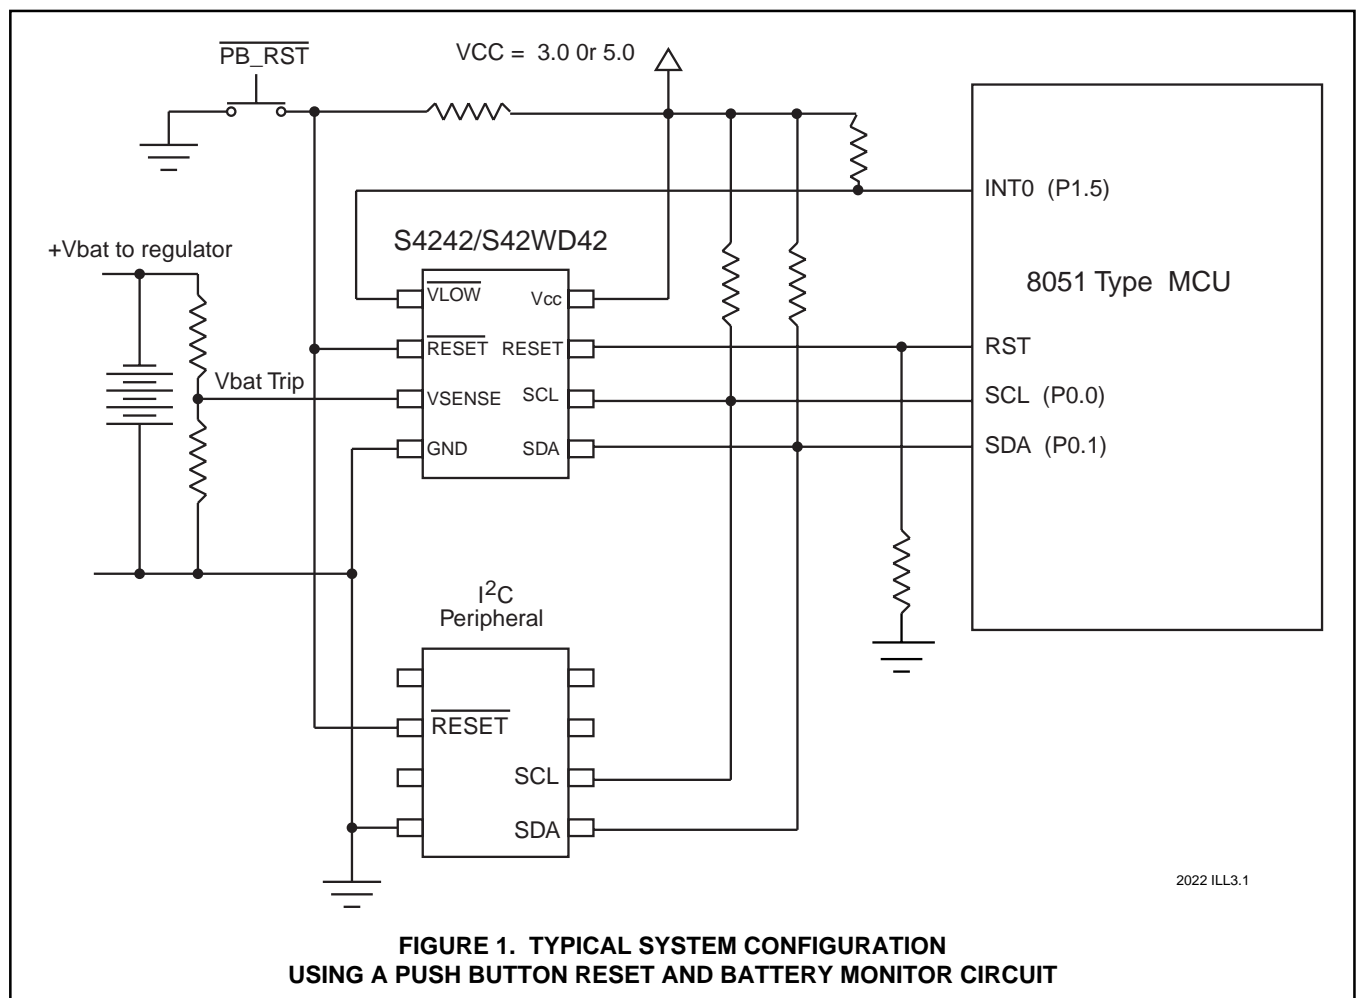 PB_RST
VCC = 3.0 0r 5.0
INT0 (P1.5)
+Vbat to regulator
S4242/S42WD42
8051 Type MCU
VLOW
Vcc
RESET
RESET
RST
Vbat Trip
VSENSE
SCL
SCL (P0.0)
GND
SDA
SDA (P0.1)
I2C
Peripheral
RESET
SCL
SDA
2022 ILL3.1
FIGURE 1. TYPICAL SYSTEM CONFIGURATION
USING A PUSH BUTTON RESET AND BATTERY MONITOR CIRCUIT